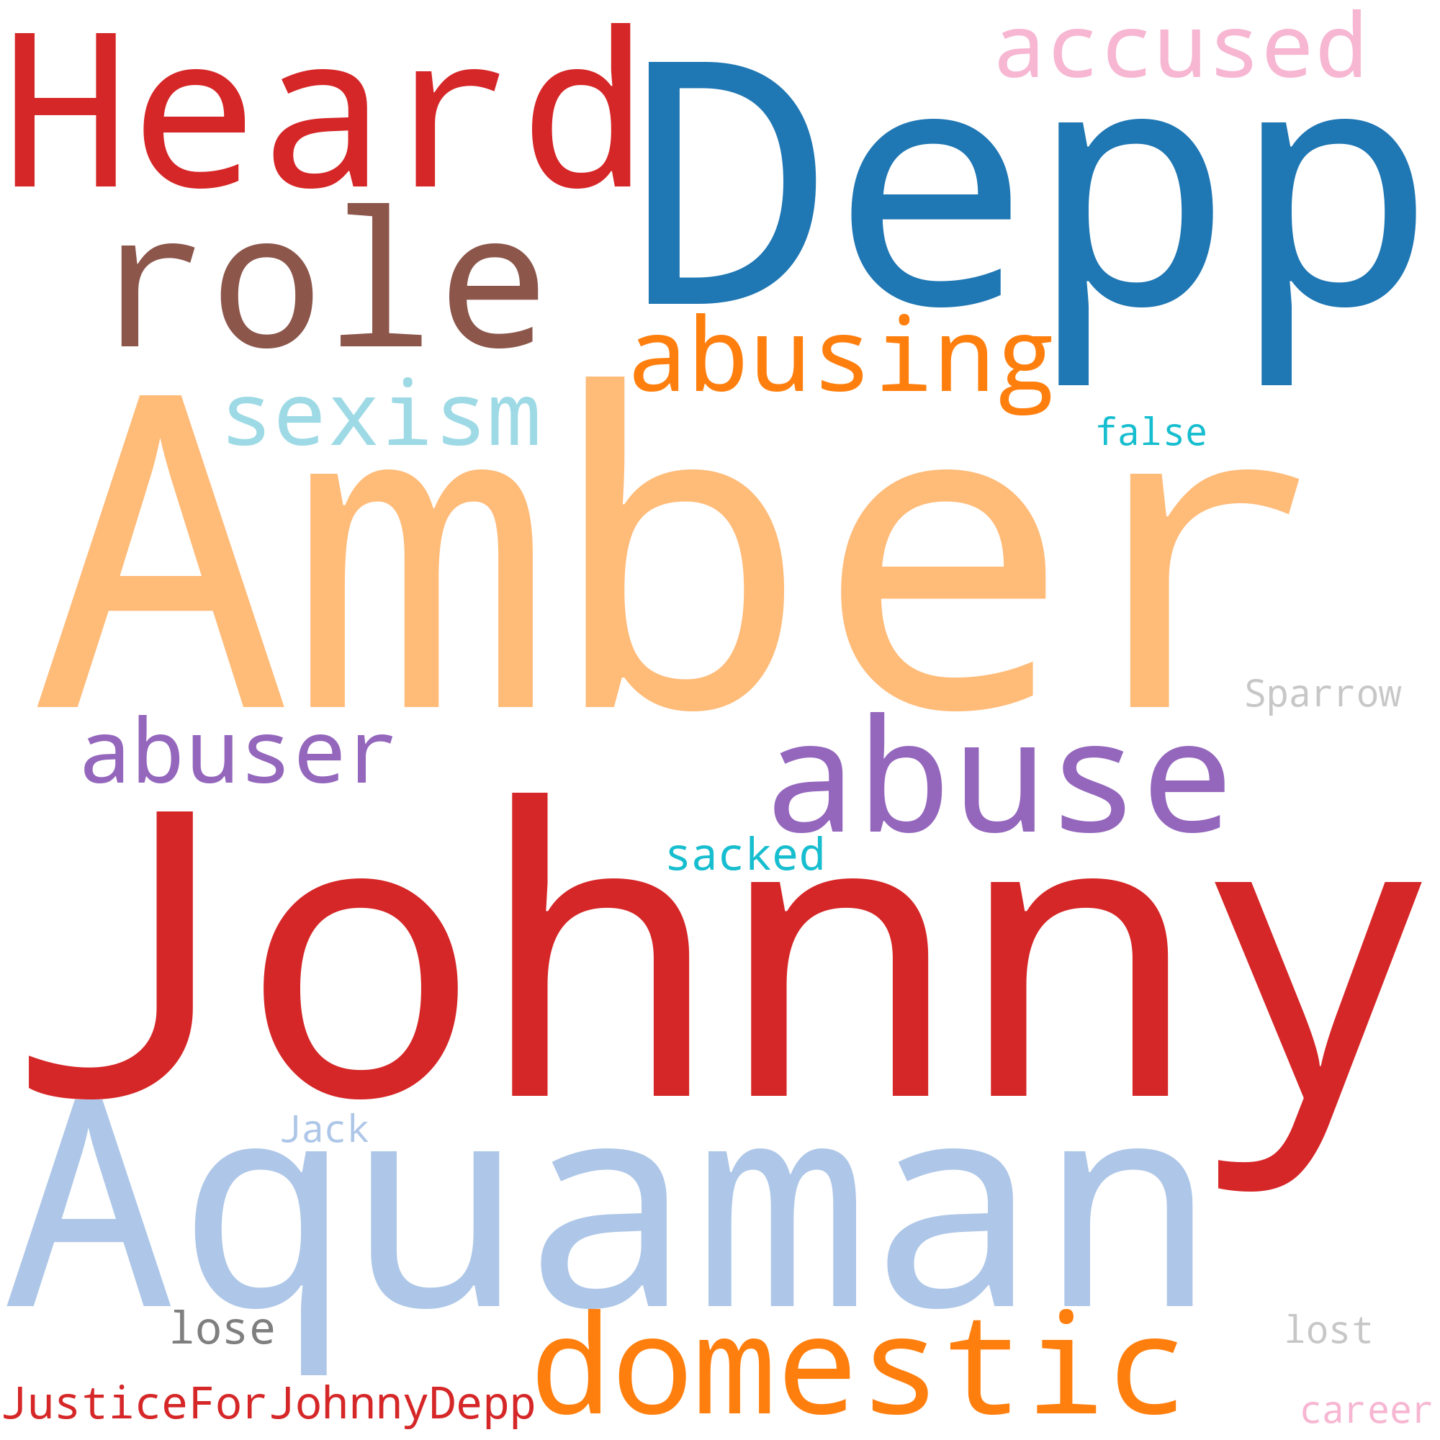 accused
Heard
Depp
role
abusing
sexism
false
Amber
Sparrow
abuser
abuse
sacked
Johnny
Jack
Aquaman
lose
domestic
lost
JusticeForJohnnyDepp
career